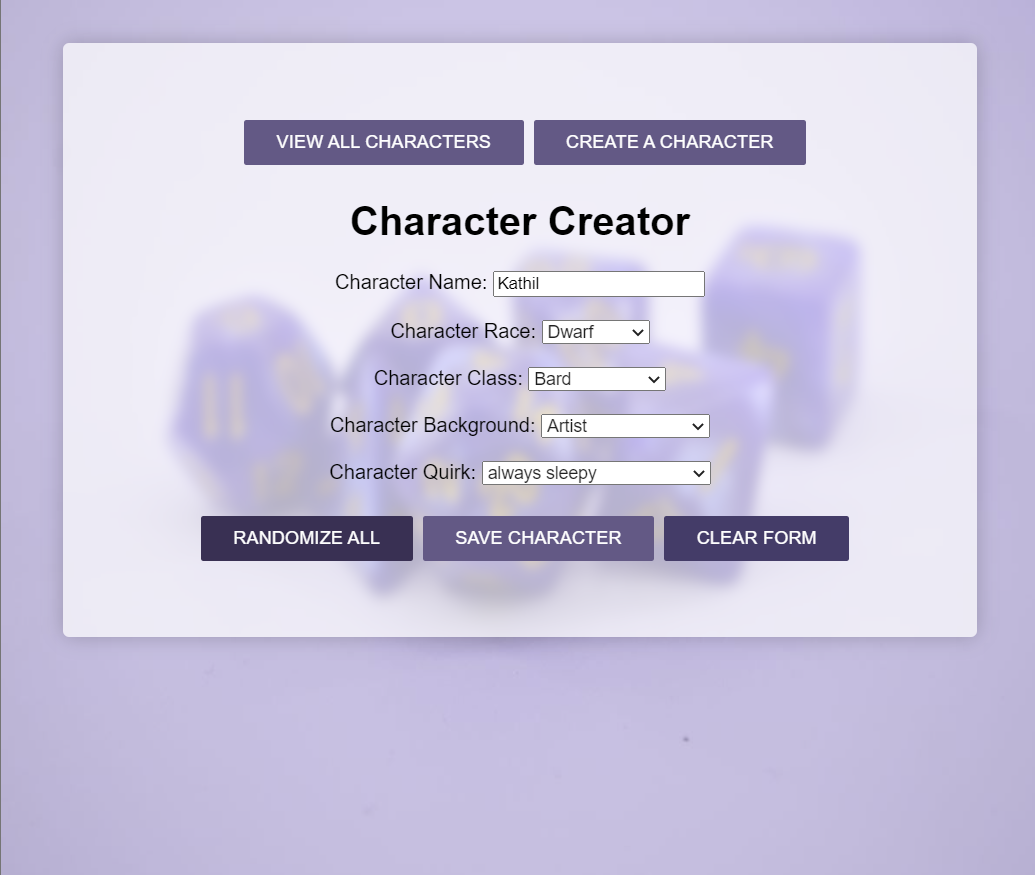 VIEW ALL CHARACTERS CREATE A CHARACTER
Character Creator
Character Name: Kathil
Character Race: Dwarf
Character Class: Bard
Character Background: Artist
Character Quirk: always sleepy
RANDOMIZE ALL SAVE CHARACTER CLEAR FORM